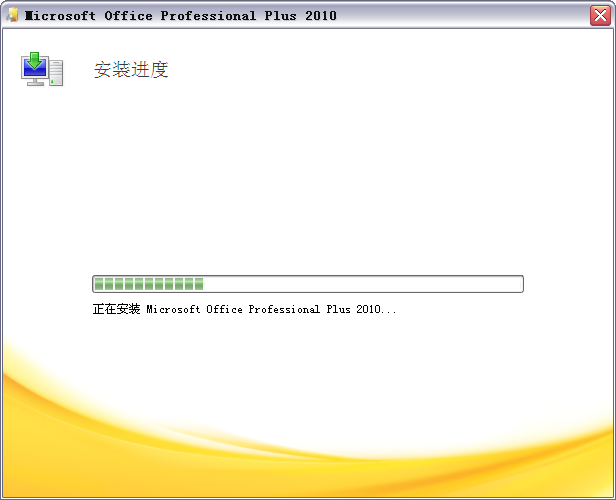 Microsoft Office Professional Plus 2010
安装进度
正在安装 Microsoft Office Professional Plus 2010...